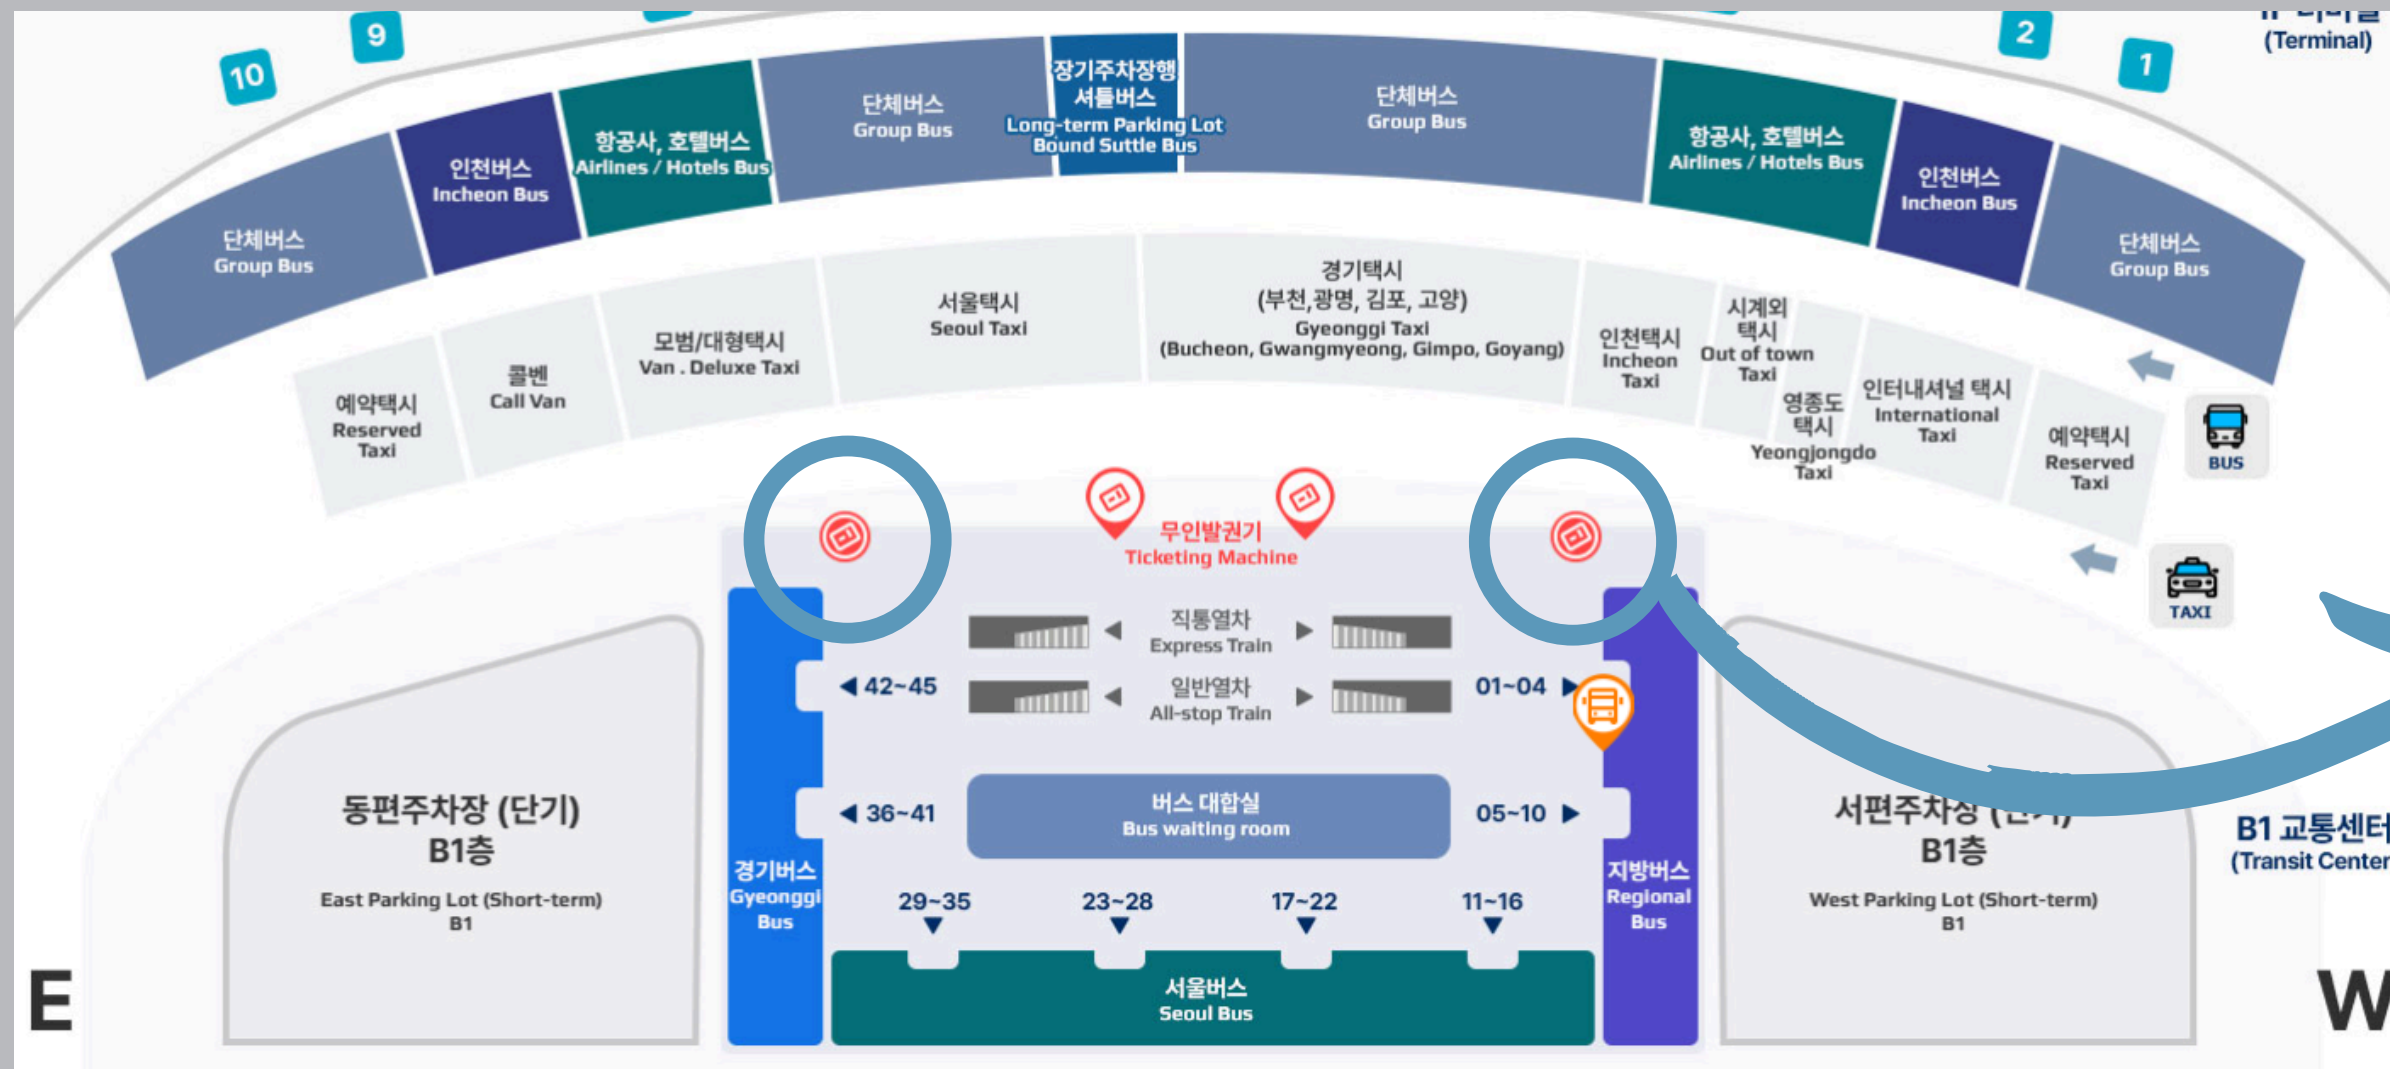 9
10
2
1
(Terminal)
단체버스
Group Bus
인천버스
Incheon Bus
항공사, 호텔버스
Airlines / Hotels Bus
단체버스
Group Bus
장기주차장행
셔틀버스
Long-term Parking Lot
Bound Suttle Bus
단체버스
Group Bus
항공사, 호텔버스
Airlines / Hotels Bus
인천버스
Incheon Bus
단체버스
Group Bus
예약택시
Reserved
Taxi
콜벤
Call Van
모범/대형택시
Van . Deluxe Taxi
서울택시
Seoul Taxi
경기택시
(부천,광명, 김포, 고양)
Gyeonggi Taxi
(Bucheon, Gwangmyeong, Gimpo, Goyang)
인천택시
Incheon
Taxi
시계외
택시
Out of town
Taxi
영종도
택시
Yeongjongdo
Taxi
인터내셔널 택시
International
Taxi
예약택시
Reserved
Taxi
BUS
TAXI
무인발권기
Ticketing Machine
직통열차
Express Train
42~45
일반열차
All-stop Train
01~04
36~41
버스 대합실
Bus waiting room
05~10
경기버스
Gyeonggi
Bus
29~35
23~28
17~22
11~16
지방버스
Regional
Bus
서울버스
Seoul Bus
동편주차장 (단기)
B1층
East Parking Lot (Short-term)
B1
서편주차장 (단기)
B1층
West Parking Lot (Short-term)
B1
B1 교통센터
(Transit Center
E
W